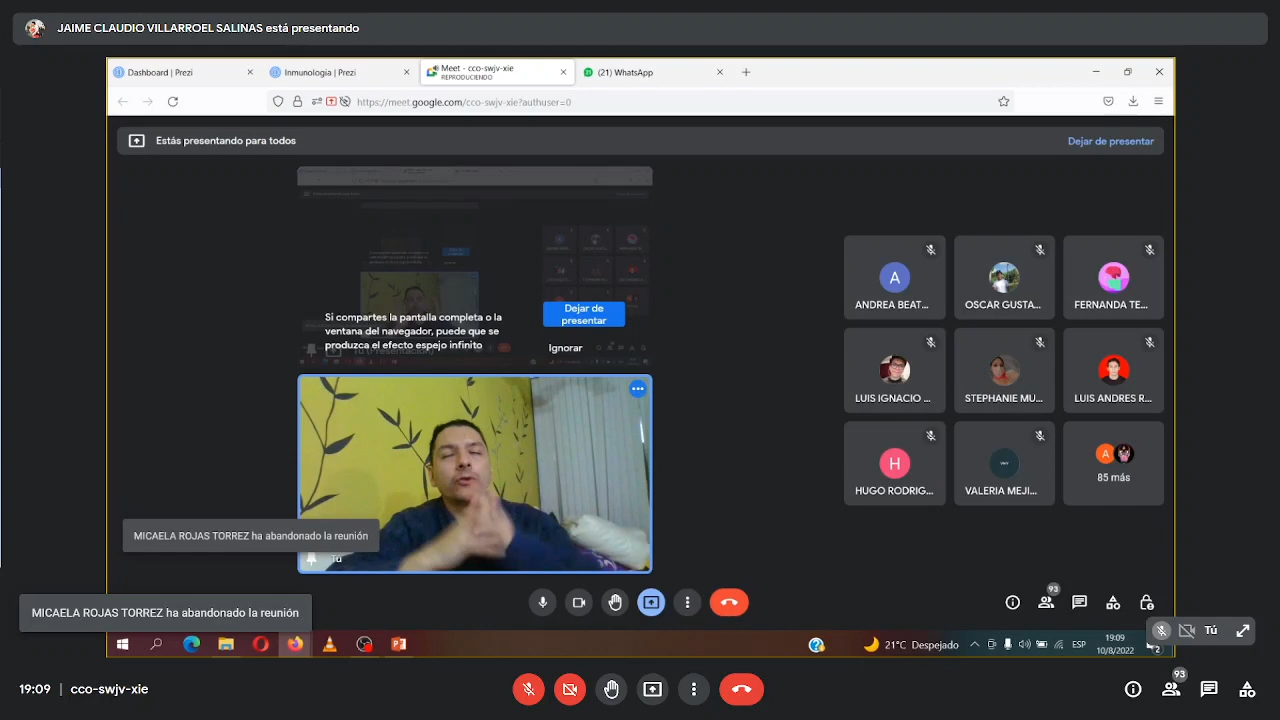 JAIME CLAUDIO VILLARROEL SALINAS está presentando
Dashboard | Prezi
Inmunologia | Prezi
Meet - cco-swjv-xie
REPRODUCIENDO
(21) WhatsApp
https://meet.google.com/cco-swjv-xie?authuser=0
Estás presentando para todos
Dejar de presentar
Si compartes la pantalla completa o la
ventana del navegador, puede que se
produzca el efecto espejo infinito
Dejar de
presentar
Ignorar
Tú (Presentación)
A
ANDREA BEAT...
OSCAR GUSTA...
FERNANDA TE...
LUIS IGNACIO ...
STEPHANIE MU...
LUIS ANDRES R...
H
HUGO RODRIG...
VALERIA MEJI...
A
85 más
MICAELA ROJAS TORREZ ha abandonado la reunión
Tú
93
MICAELA ROJAS TORREZ ha abandonado la reunión
Tú
21°C Despejado
ESP
19:09
10/8/2022
2
19:09 | cco-swjv-xie
93